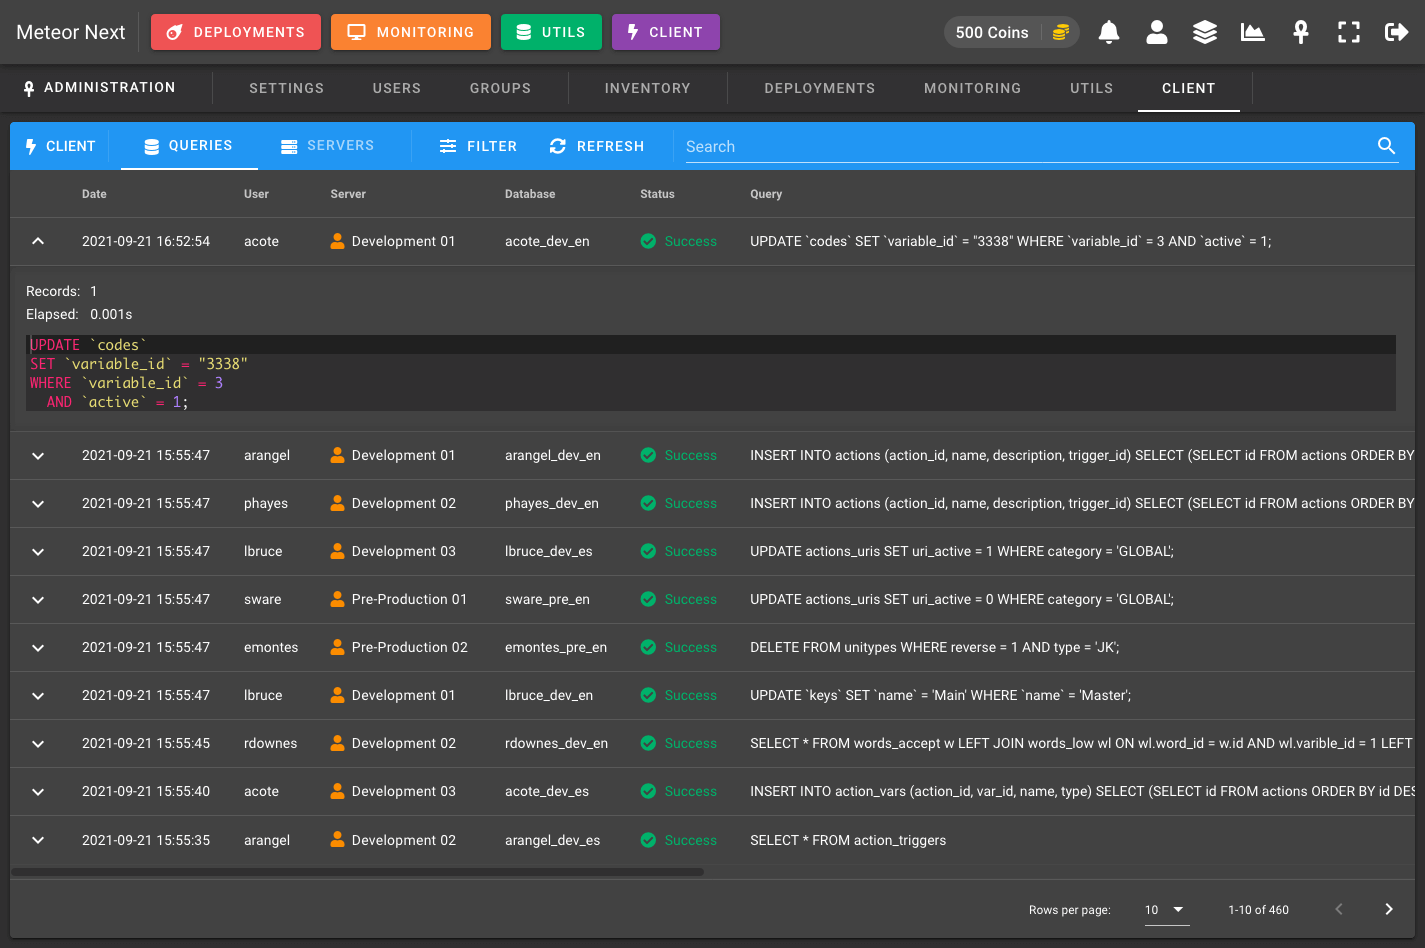 Meteor Next DEPLOYMENTS MONITORING UTILS CLIENT 500 Coins
ADMINISTRATION SETTINGS USERS GROUPS INVENTORY DEPLOYMENTS MONITORING UTILS CLIENT
CLIENT QUERIES SERVERS FILTER REFRESH Search
Date User Server Database Status Query
2021-09-21 16:52:54 acote Development 01 acote_dev_en Success UPDATE `codes` SET `variable_id` = "3338" WHERE `variable_id` = 3 AND `active` = 1;
Records: 1
Elapsed: 0.001s
UPDATE `codes`
SET `variable_id` = "3338"
WHERE `variable_id` = 3
AND `active` = 1;
2021-09-21 15:55:47 arangel Development 01 arangel_dev_en Success INSERT INTO actions (action_id, name, description, trigger_id) SELECT (SELECT id FROM actions ORDER BY
2021-09-21 15:55:47 phayes Development 02 phayes_dev_en Success INSERT INTO actions (action_id, name, description, trigger_id) SELECT (SELECT id FROM actions ORDER BY
2021-09-21 15:55:47 lbruce Development 03 lbruce_dev_es Success UPDATE actions_uris SET uri_active = 1 WHERE category = 'GLOBAL';
2021-09-21 15:55:47 sware Pre-Production 01 sware_pre_en Success UPDATE actions_uris SET uri_active = 0 WHERE category = 'GLOBAL';
2021-09-21 15:55:47 emontes Pre-Production 02 emontes_pre_en Success DELETE FROM unitypes WHERE reverse = 1 AND type = 'JK';
2021-09-21 15:55:47 lbruce Development 01 lbruce_dev_en Success UPDATE `keys` SET `name` = 'Main' WHERE `name` = 'Master';
2021-09-21 15:55:45 rdownes Development 02 rdownes_dev_en Success SELECT * FROM words_accept w LEFT JOIN words_low wl ON wl.word_id = w.id AND wl.varible_id = 1 LEFT
2021-09-21 15:55:40 acote Development 03 acote_dev_es Success INSERT INTO action_vars (action_id, var_id, name, type) SELECT (SELECT id FROM actions ORDER BY id DES
2021-09-21 15:55:35 arangel Development 02 arangel_dev_es Success SELECT * FROM action_triggers
Rows per page: 10 1-10 of 460